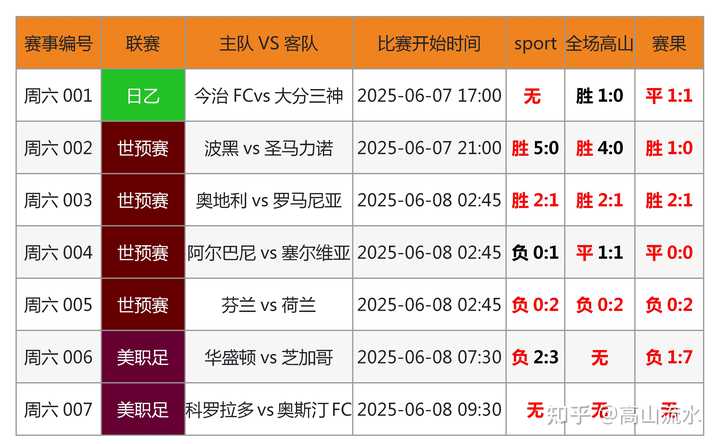 赛事编号 联赛 主队 VS 客队 比赛开始时间 sport 全场高山 赛果
周六 001 日乙 今治 FCvs 大分三神 2025-06-07 17:00 无 胜 1:0 平 1:1
周六 002 世预赛 波黑 vs 圣马力诺 2025-06-07 21:00 胜 5:0 胜 4:0 胜 1:0
周六 003 世预赛 奥地利 vs 罗马尼亚 2025-06-08 02:45 胜 2:1 胜 2:1 胜 2:1
周六 004 世预赛 阿尔巴尼 vs 塞尔维亚 2025-06-08 02:45 负 0:1 平 1:1 平 0:0
周六 005 世预赛 芬兰 vs 荷兰 2025-06-08 02:45 负 0:2 负 0:2 负 0:2
周六 006 美职足 华盛顿 vs 芝加哥 2025-06-08 07:30 负 2:3 无 负 1:7
周六 007 美职足 科罗拉多 vs 奥斯汀 FC 2025-06-08 09:30 无 无 无
知乎 @高山流水